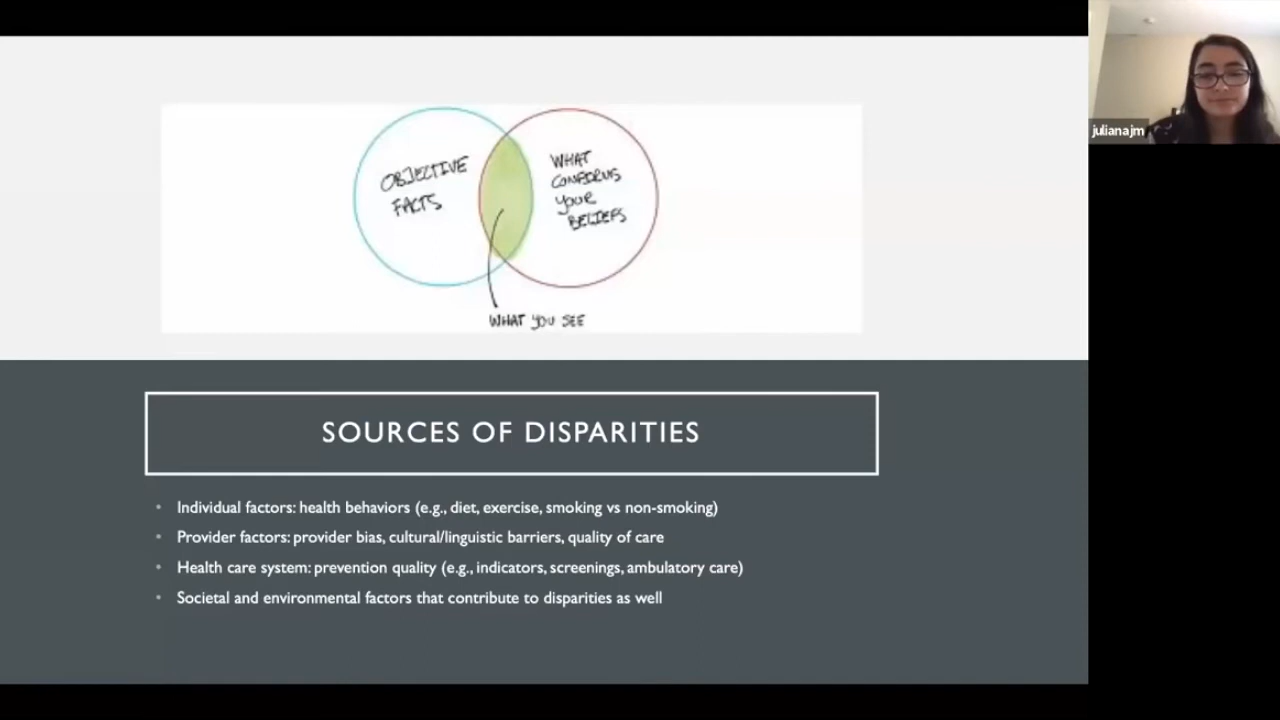 OBJECTIVE
FACTS
WHAT
CONFIRMS
YOUR
BELIEFS
WHAT YOU SEE
julianajm
SOURCES OF DISPARITIES
• Individual factors: health behaviors (e.g., diet, exercise, smoking vs non-smoking)
• Provider factors: provider bias, cultural/linguistic barriers, quality of care
• Health care system: prevention quality (e.g., indicators, screenings, ambulatory care)
• Societal and environmental factors that contribute to disparities as well